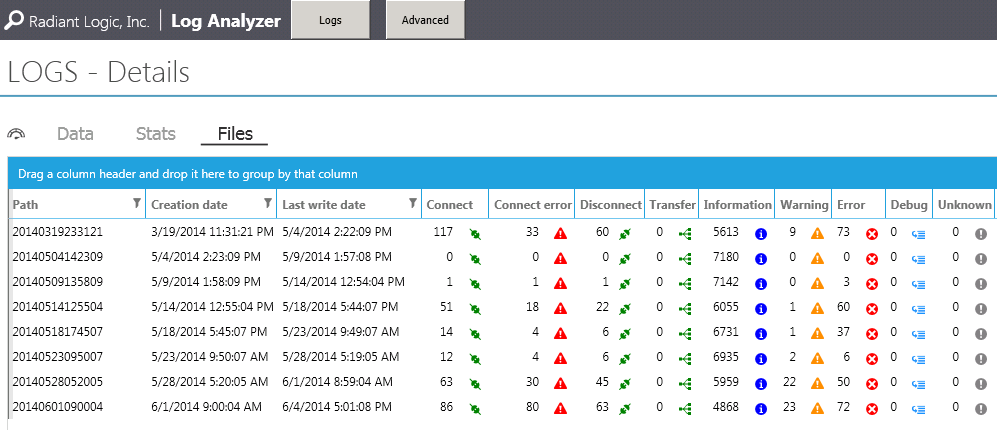 Radiant Logic, Inc. | Log Analyzer Logs Advanced
LOGS - Details
Data Stats Files
Drag a column header and drop it here to group by that column
Path Creation date Last write date Connect Connect error Disconnect Transfer Information Warning Error Debug Unknown
20140319233121 3/19/2014 11:31:21 PM 5/4/2014 2:22:09 PM 117 33 60 0 5613 9 73 0 0
20140504142309 5/4/2014 2:23:09 PM 5/9/2014 1:57:08 PM 0 0 0 0 7180 0 0 0 0
20140509135809 5/9/2014 1:58:09 PM 5/14/2014 12:54:04 PM 1 1 1 0 7142 0 3 0 0
20140514125504 5/14/2014 12:55:04 PM 5/18/2014 5:44:07 PM 51 18 22 0 6055 1 60 0 0
20140518174507 5/18/2014 5:45:07 PM 5/23/2014 9:49:07 AM 14 4 6 0 6731 1 37 0 0
20140523095007 5/23/2014 9:50:07 AM 5/28/2014 5:19:05 AM 12 4 6 0 6935 2 6 0 0
20140528052005 5/28/2014 5:20:05 AM 6/1/2014 8:59:04 AM 63 30 45 0 5959 22 50 0 0
20140601090004 6/1/2014 9:00:04 AM 6/4/2014 5:01:08 PM 86 80 63 0 4868 23 72 0 0